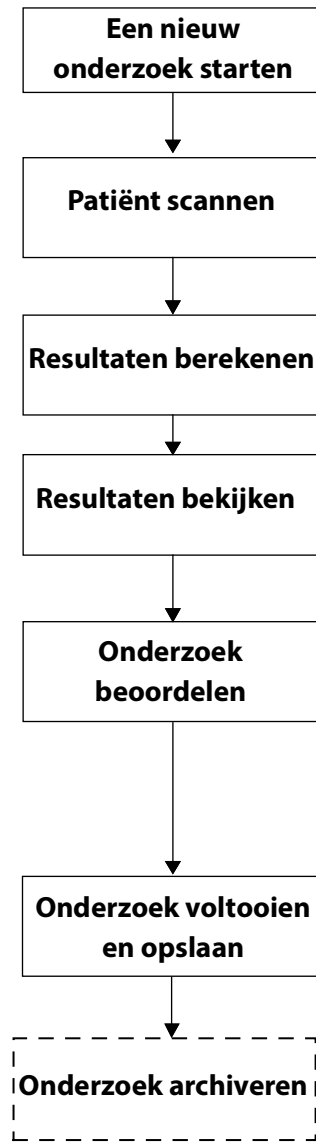 Een nieuw
onderzoek starten
Patiënt scannen
Resultaten berekenen
Resultaten bekijken
Onderzoek
beoordelen
Onderzoek voltooien
en opslaan
Onderzoek archiveren